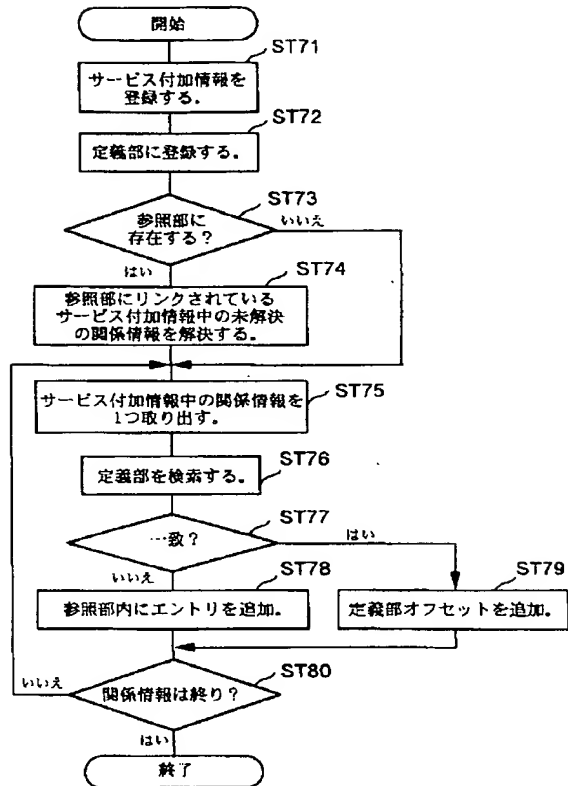 開始
ST71
サービス付加情報を
登録する。
ST72
定義部に登録する。
ST73
参照部に
存在する?
いいえ
はい
ST74
参照部にリンクされている
サービス付加情報中の未解決
の関係情報を解決する。
ST75
サービス付加情報中の関係情報を
1つ取り出す。
ST76
定義部を検索する。
ST77
一致?
はい
いいえ
ST78
参照部内にエントリを追加。
ST79
定義部オフセットを追加。
ST80
いいえ
関係情報は終り?
はい
終了